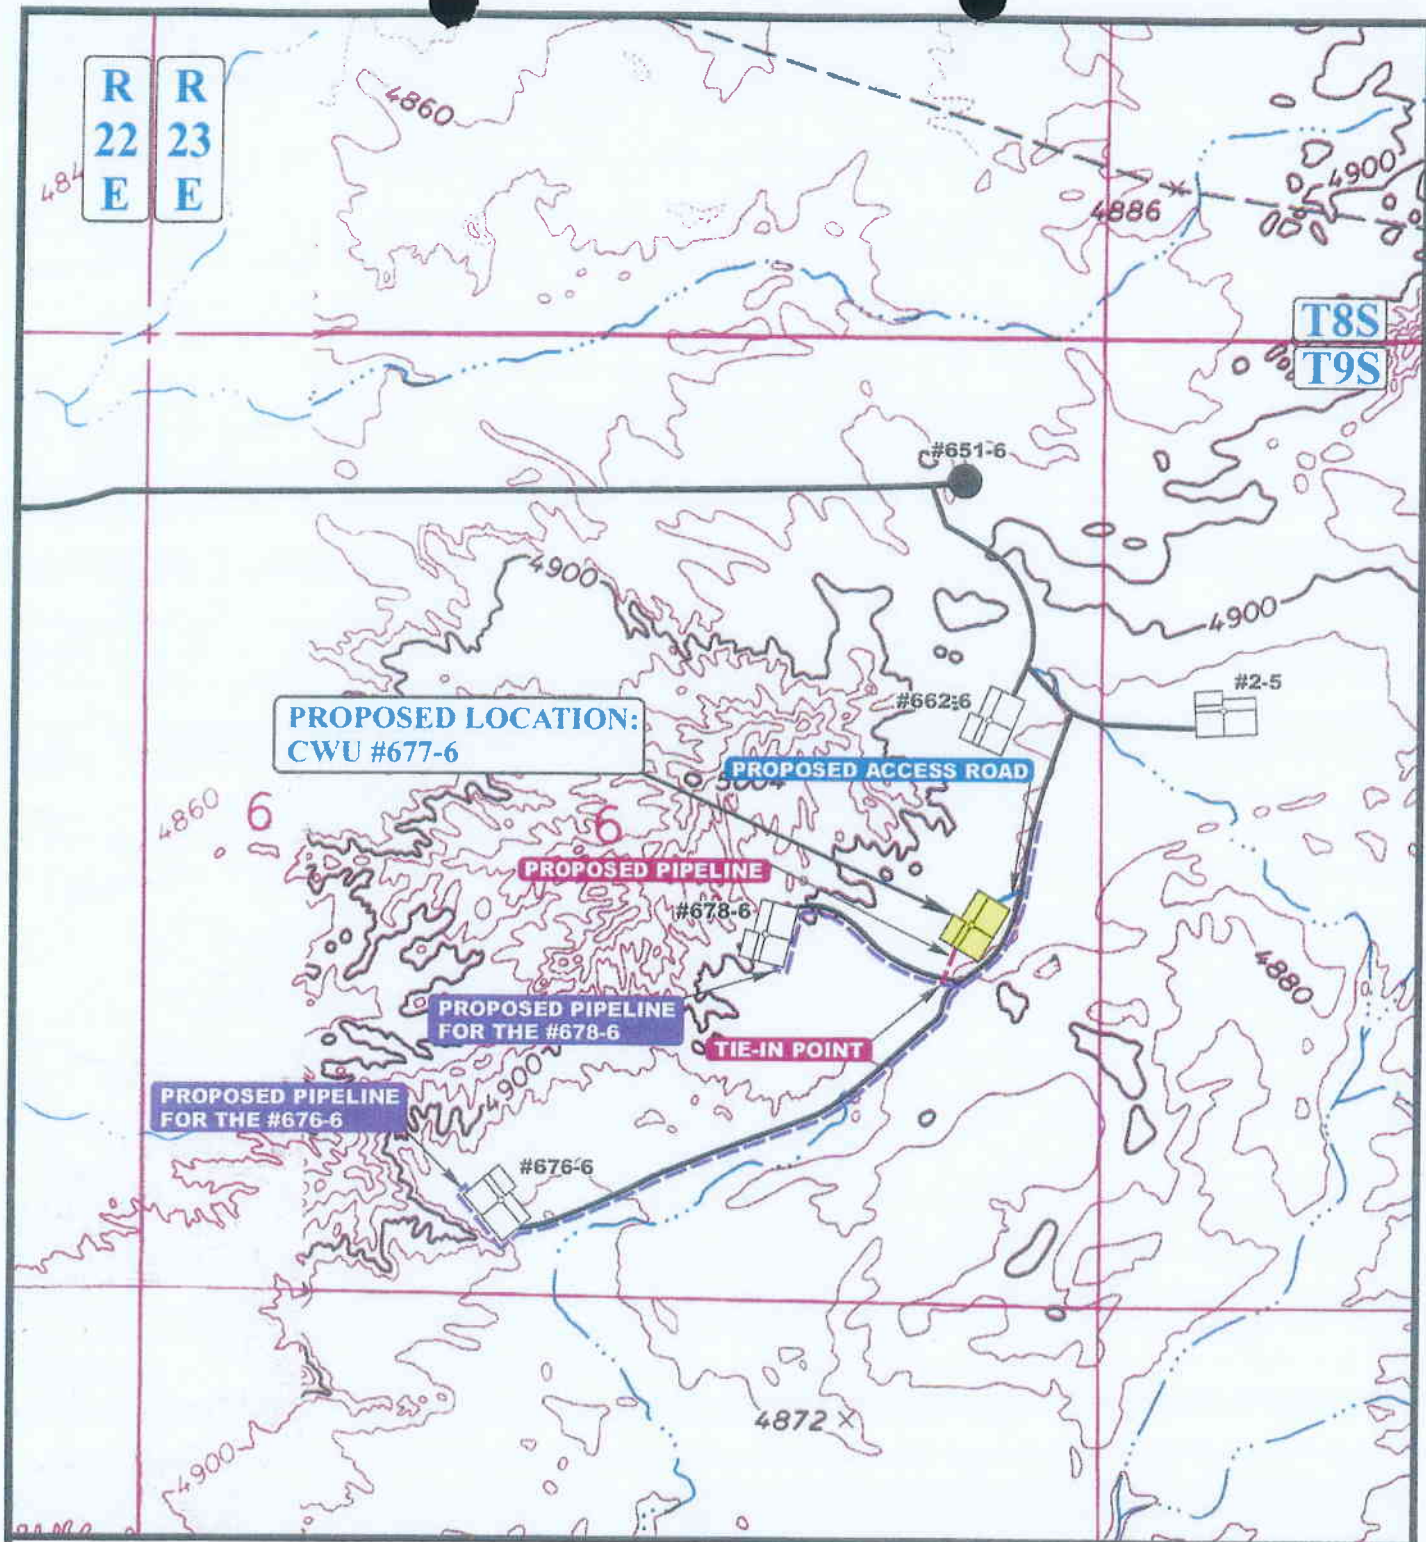 R
22
E
R
23
E
4860
4886
4900
T8S
T9S
#651-6
4900
4900
#2-5
#662-6
PROPOSED LOCATION:
CWU #677-6
PROPOSED ACCESS ROAD
4860
6
6
PROPOSED PIPELINE
#678-6
4880
PROPOSED PIPELINE
FOR THE #678-6
TIE-IN POINT
4900
PROPOSED PIPELINE
FOR THE #676-6
#676-6
4872
4900